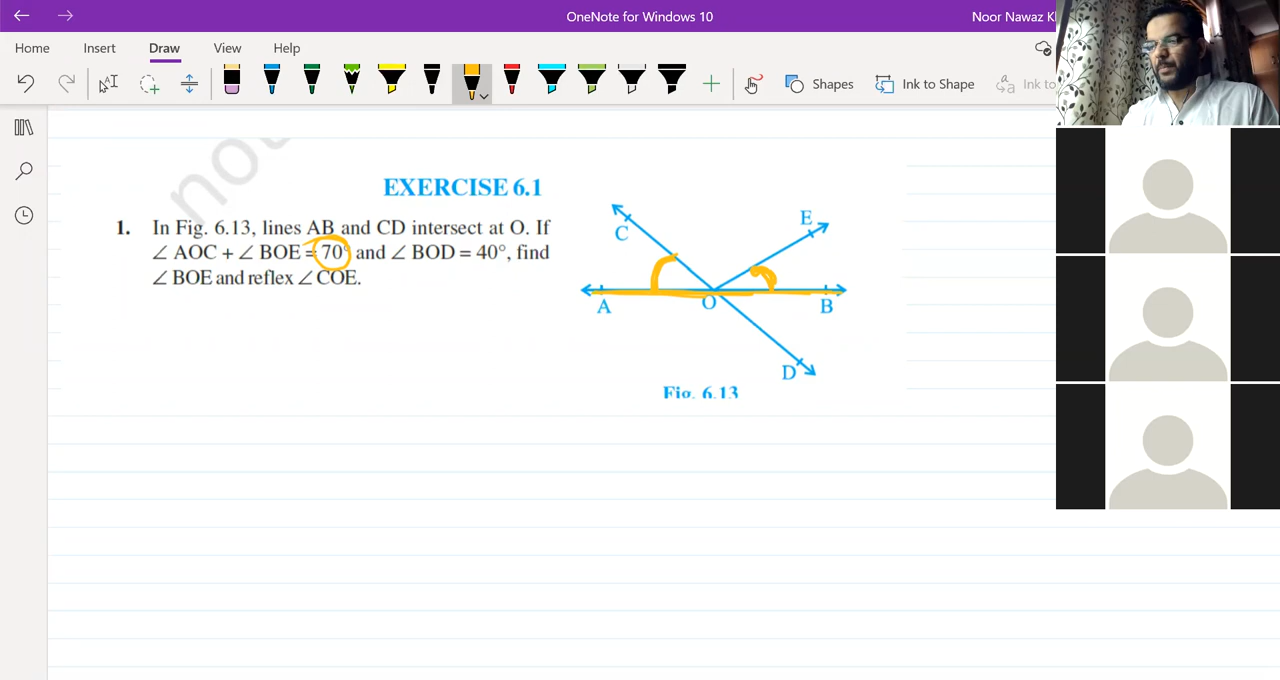 OneNote for Windows 10
Noor Nawaz K
Home Insert Draw View Help
Shapes Ink to Shape Ink to
not
EXERCISE 6.1
1. In Fig. 6.13, lines AB and CD intersect at O. If
∠ AOC + ∠ BOE = 70° and ∠ BOD = 40°, find
∠ BOE and reflex ∠ COE.
C
E
A
O
B
D
Fig. 6.13